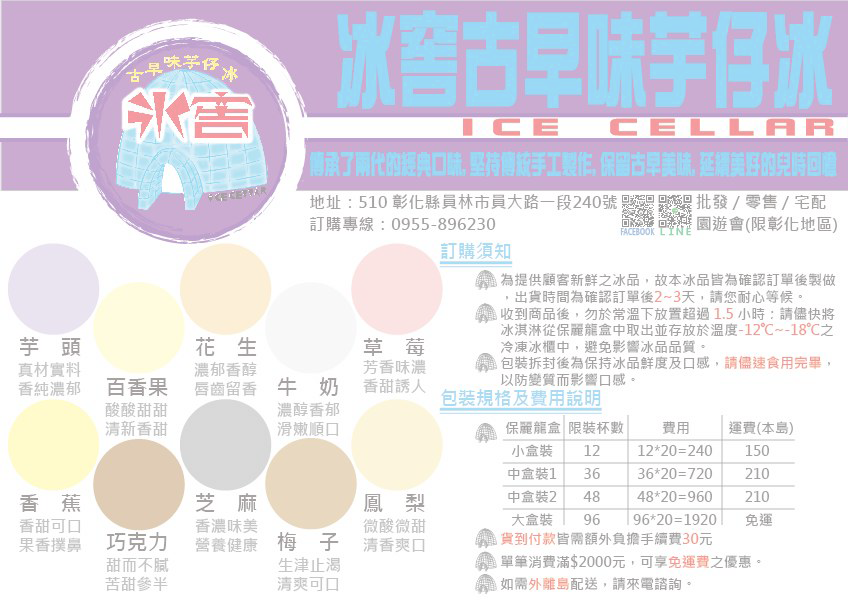 古早味芋仔冰
冰窖
冰窖古早味芋仔冰
ICE CELLAR
傳承了兩代的經典口味,堅持傳統手工製作,保留古早美味,延續美好的兒時回憶
地址：510 彰化縣員林市員大路一段240號
訂購專線：0955-896230
FACEBOOK LINE
批發 / 零售 / 宅配
園遊會(限彰化地區)
芋 頭
真材實料
香純濃郁
百香果
酸酸甜甜
清新香甜
花 生
濃郁香醇
唇齒留香
牛 奶
濃醇香郁
滑嫩順口
草 莓
芳香味濃
香甜誘人
香 蕉
香甜可口
果香撲鼻
巧克力
甜而不膩
苦甜參半
芝 麻
香濃味美
營養健康
梅 子
生津止渴
清爽可口
鳳 梨
微酸微甜
清香爽口
訂購須知
為提供顧客新鮮之冰品，故本冰品皆為確認訂單後製做
，出貨時間為確認訂單後2~3天，請您耐心等候。
收到商品後，勿於常溫下放置超過 1.5 小時：請儘快將
冰淇淋從保麗龍盒中取出並存放於溫度-12℃~-18℃之
冷凍冰櫃中，避免影響冰品品質。
包裝拆封後為保持冰品鮮度及口感，請儘速食用完畢，
以防變質而影響口感。
包裝規格及費用說明
保麗龍盒 限裝杯數 費用 運費(本島)
小盒裝 12 12*20=240 150
中盒裝1 36 36*20=720 210
中盒裝2 48 48*20=960 210
大盒裝 96 96*20=1920 免運
貨到付款皆需額外負擔手續費30元
單筆消費滿$2000元，可享免運費之優惠。
如需外離島配送，請來電諮詢。